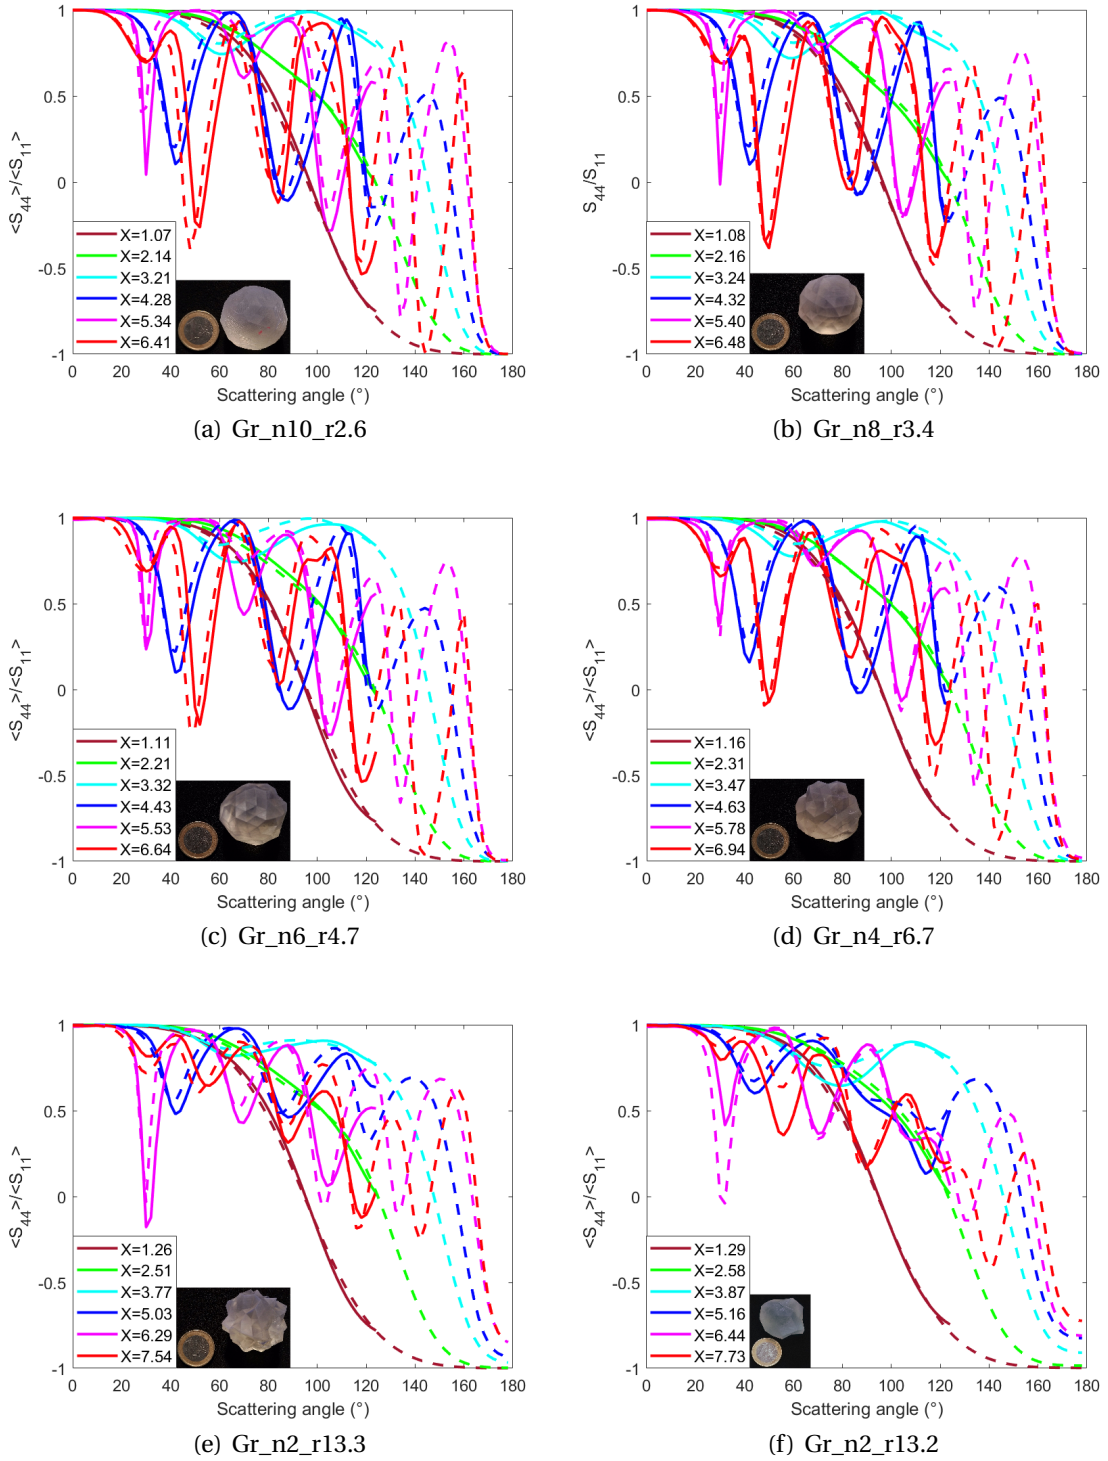 <S44>/<S11>
1
0.5
0
-0.5
-1
X=1.07
X=2.14
X=3.21
X=4.28
X=5.34
X=6.41
0 20 40 60 80 100 120 140 160 180
Scattering angle (°)
(a) Gr_n10_r2.6
S44/S11
1
0.5
0
-0.5
-1
X=1.08
X=2.16
X=3.24
X=4.32
X=5.40
X=6.48
0 20 40 60 80 100 120 140 160 180
Scattering angle (°)
(b) Gr_n8_r3.4
<S44>/<S11>
1
0.5
0
-0.5
-1
X=1.11
X=2.21
X=3.32
X=4.43
X=5.53
X=6.64
0 20 40 60 80 100 120 140 160 180
Scattering angle (°)
(c) Gr_n6_r4.7
<S44>/<S11>
1
0.5
0
-0.5
-1
X=1.16
X=2.31
X=3.47
X=4.63
X=5.78
X=6.94
0 20 40 60 80 100 120 140 160 180
Scattering angle (°)
(d) Gr_n4_r6.7
<S44>/<S11>
1
0.5
0
-0.5
-1
X=1.26
X=2.51
X=3.77
X=5.03
X=6.29
X=7.54
0 20 40 60 80 100 120 140 160 180
Scattering angle (°)
(e) Gr_n2_r13.3
<S44>/<S11>
1
0.5
0
-0.5
-1
X=1.29
X=2.58
X=3.87
X=5.16
X=6.44
X=7.73
0 20 40 60 80 100 120 140 160 180
Scattering angle (°)
(f) Gr_n2_r13.2